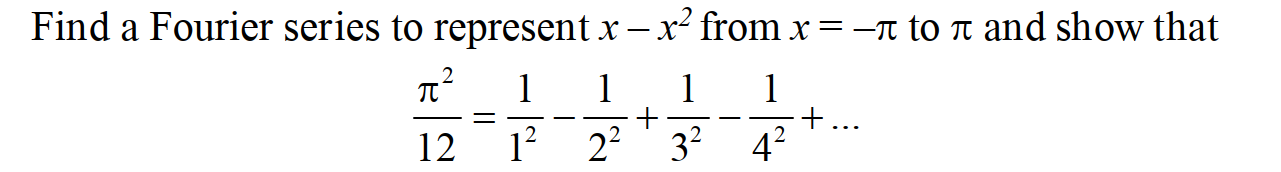 Find a Fourier series to represent x – x² from x = –π to π and show that
π²/12 = 1/1² – 1/2² + 1/3² – 1/4² + ...